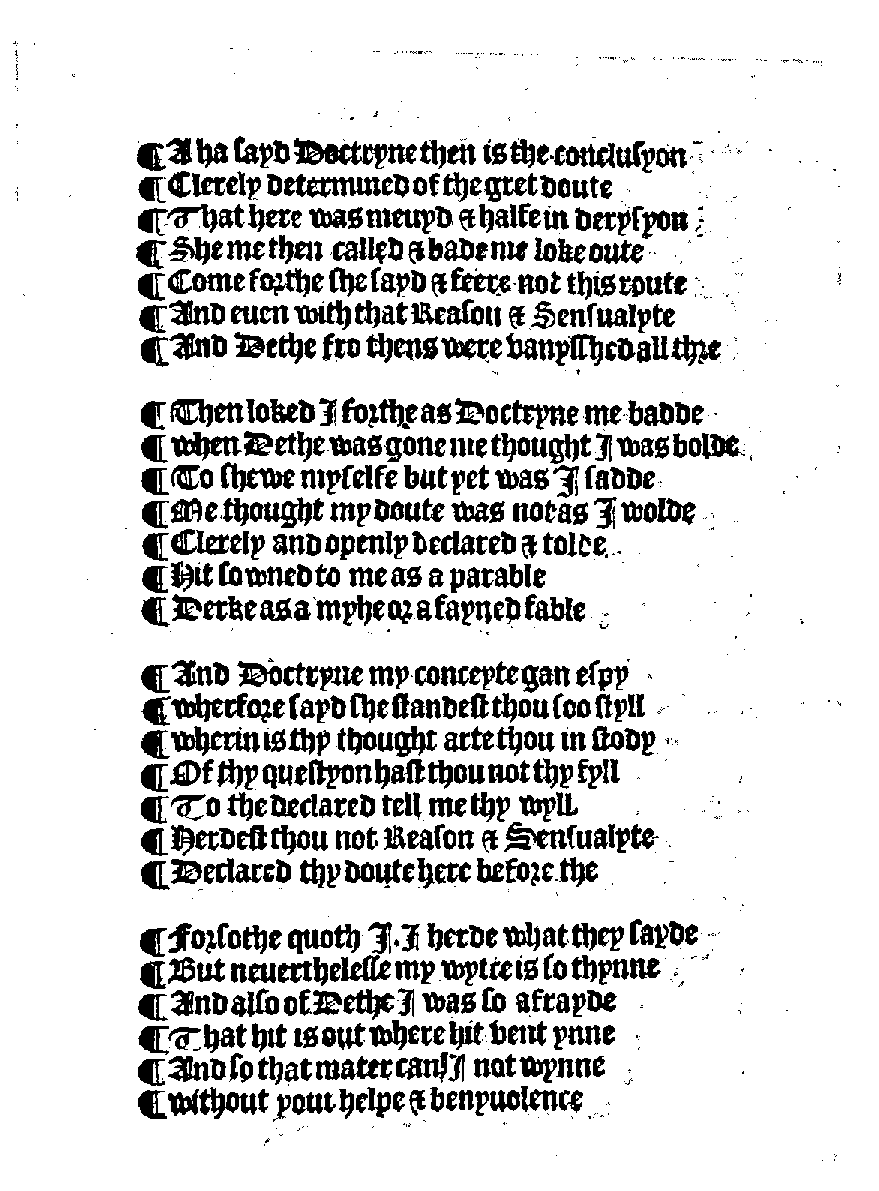 ¶ A ha ſayd Doctryne then is the concluſyon
¶ Clerely determined of the gret doute
¶ That here was meuyd & halfe in deryſyon
¶ She me then called & bade me loke oute
¶ Come foꝛthe ſhe ſayd & feere not this route
¶ And euen with that Reaſon & Senſualyte
¶ And Dethe fro thens were vanyſſhed all thꝛe

¶ Then loked I foꝛthe as Doctryne me badde
¶ when Dethe was gone me thought I was bolde
¶ To ſhewe myſelfe but yet was I ſadde
¶ Me thought my doute was not as I wolde
¶ Clerely and openly declared & tolde
¶ Hit ſowned to me as a parable
¶ Derke as a myhe oꝛ a fayned fable

¶ And Doctryne my conceyte gan eſpy
¶ wherfoꝛe ſayd ſhe ſtandeſt thou ſoo ſtyll
¶ wherin is thy thought arte thou in ſtody
¶ Of thy queſtyon haſt thou not thy fyll
¶ To the declared tell me thy wyll
¶ Herdeſt thou not Reaſon & Senſualyte
¶ Declared thy doute here befoꝛe the

¶ Foꝛſothe quoth I. I herde what they ſayde
¶ But neuertheleſſe my wytte is ſo thynne
¶ And alſo of Dethe I was ſo afrayde
¶ That hit is out where hit vent ynne
¶ And ſo that mater can I not wynne
¶ without your helpe & benyuolence